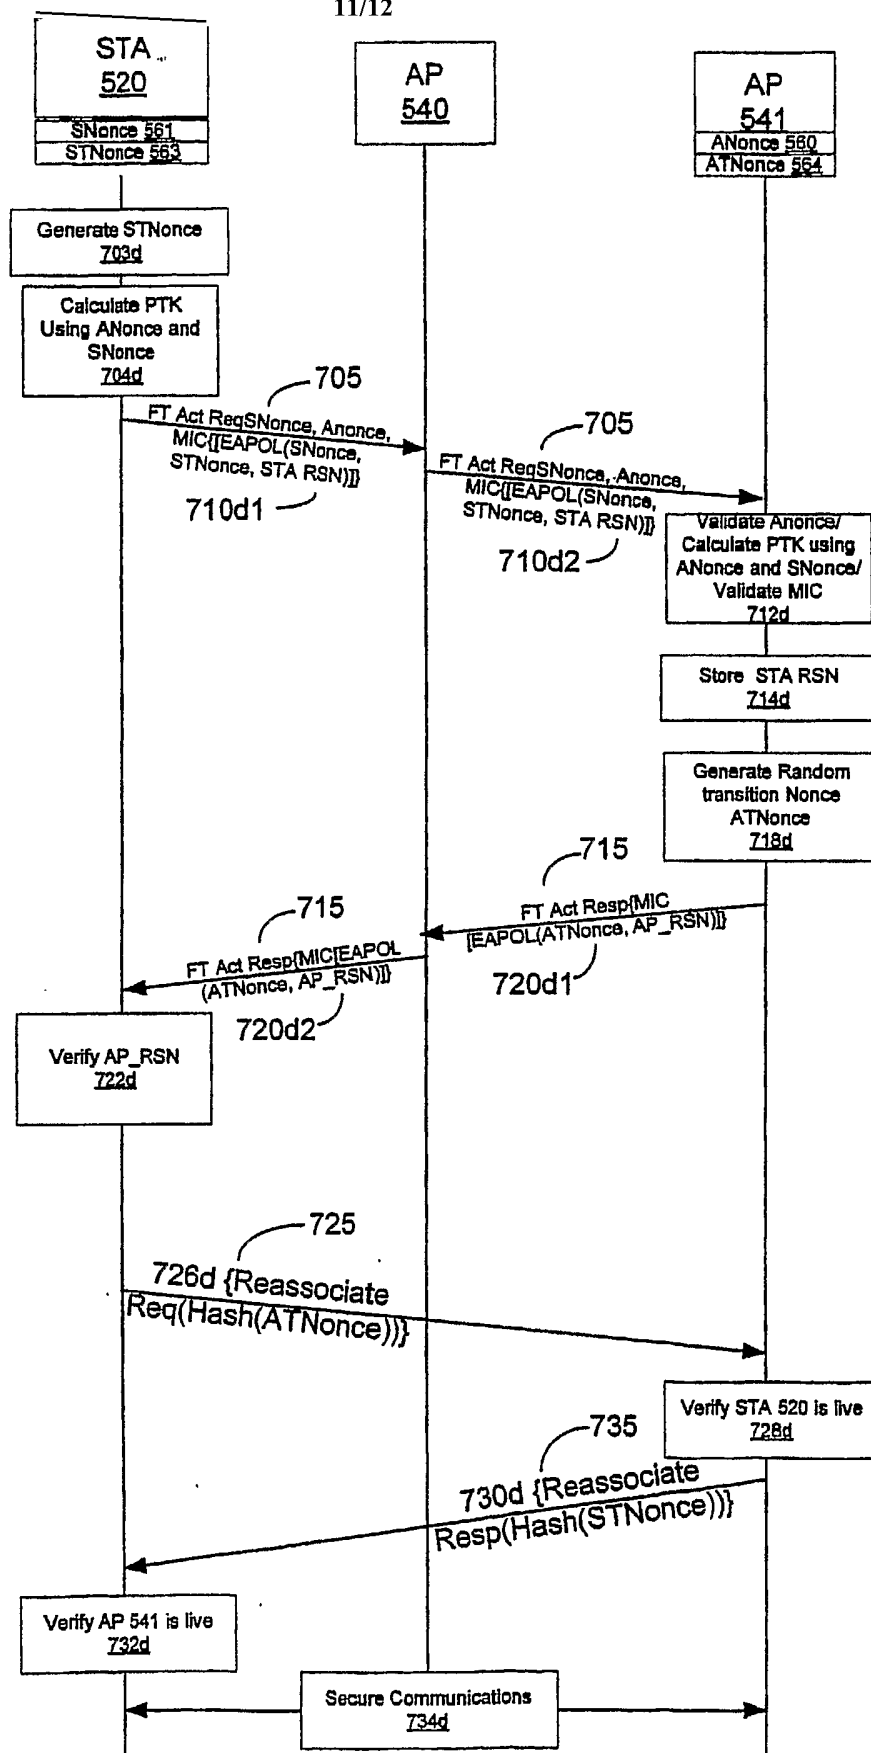 11/12
STA
520
SNonce 561
STNonce 563
AP
540
AP
541
ANonce 560
ATNonce 564
Generate STNonce
703d
Calculate PTK
Using ANonce and
SNonce
704d
705
FT Act ReqSNonce, Anonce,
MIC{[EAPOL(SNonce,
STNonce, STA RSN)]}
710d1
705
FT Act ReqSNonce, Anonce,
MIC{[EAPOL(SNonce,
STNonce, STA RSN)]}
710d2
Validate Anonce/
Calculate PTK using
ANonce and SNonce/
Validate MIC
712d
Store STA RSN
714d
Generate Random
transition Nonce
ATNonce
718d
715
FT Act Resp{MIC
[EAPOL(ATNonce, AP_RSN)]}
720d1
715
FT Act Resp{MIC[EAPOL
(ATNonce, AP_RSN)]}
720d2
Verify AP_RSN
722d
725
726d {Reassociate
Req(Hash(ATNonce))}
Verify STA 520 is live
728d
735
730d {Reassociate
Resp(Hash(STNonce))}
Verify AP 541 is live
732d
Secure Communications
734d